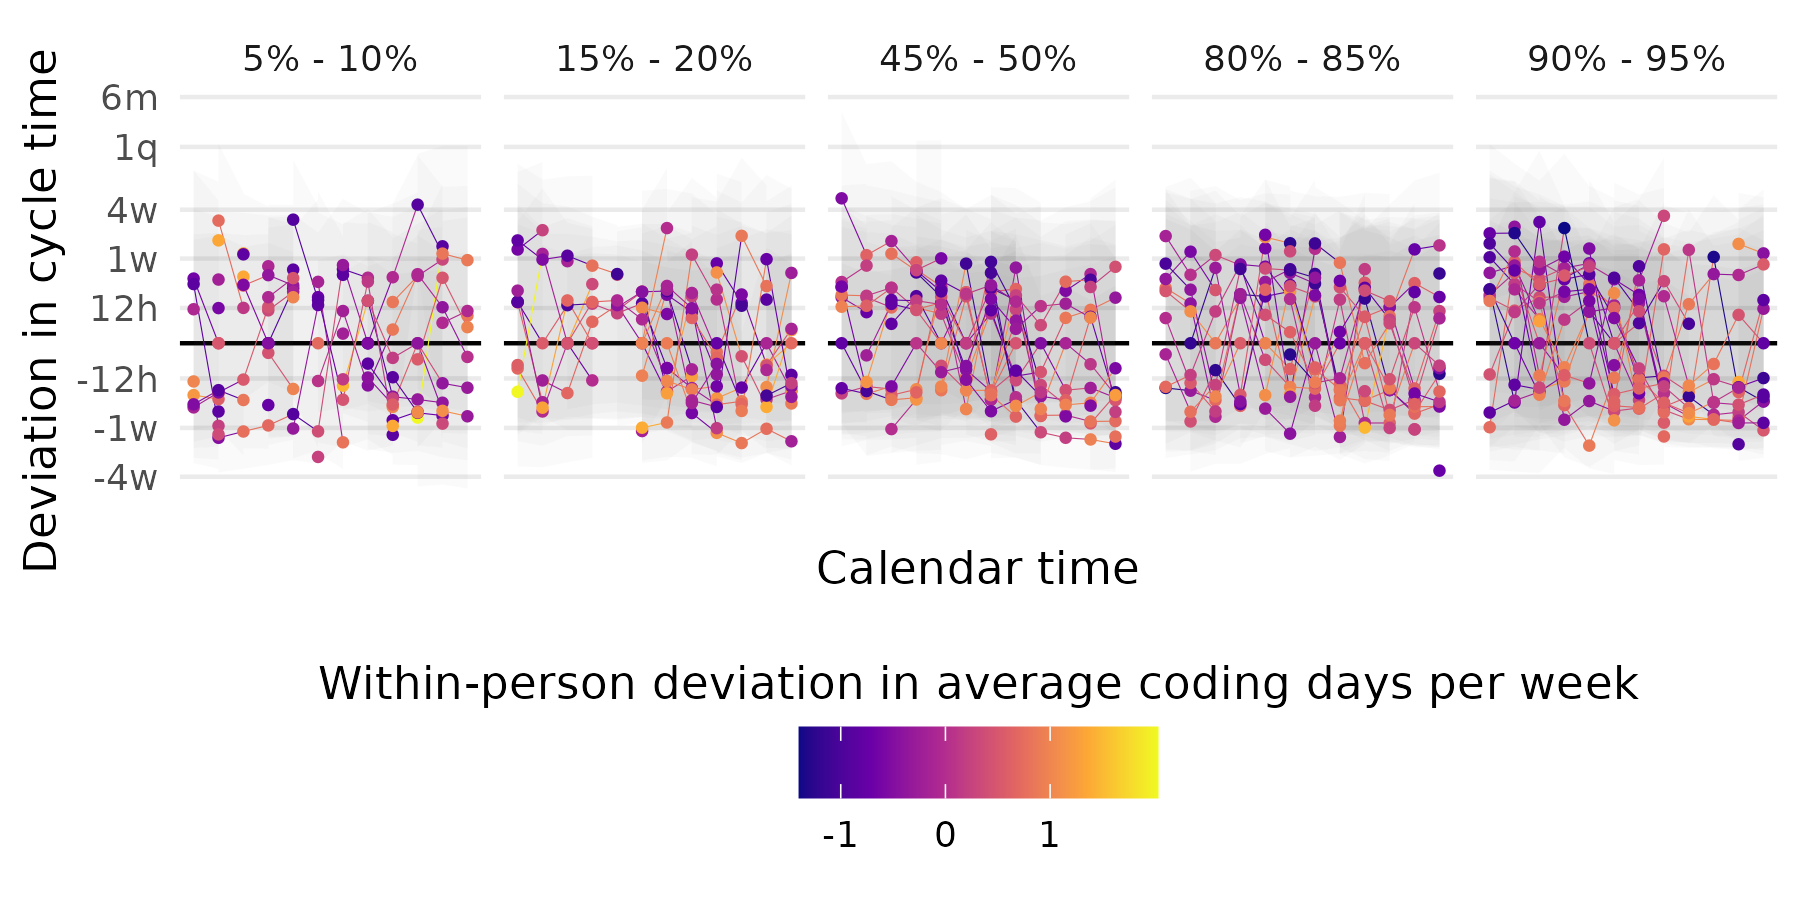 5% - 10%
15% - 20%
45% - 50%
80% - 85%
90% - 95%
Deviation in cycle time
6m
1q
4w
1w
12h
-12h
-1w
-4w
Calendar time
Within-person deviation in average coding days per week
-1
0
1